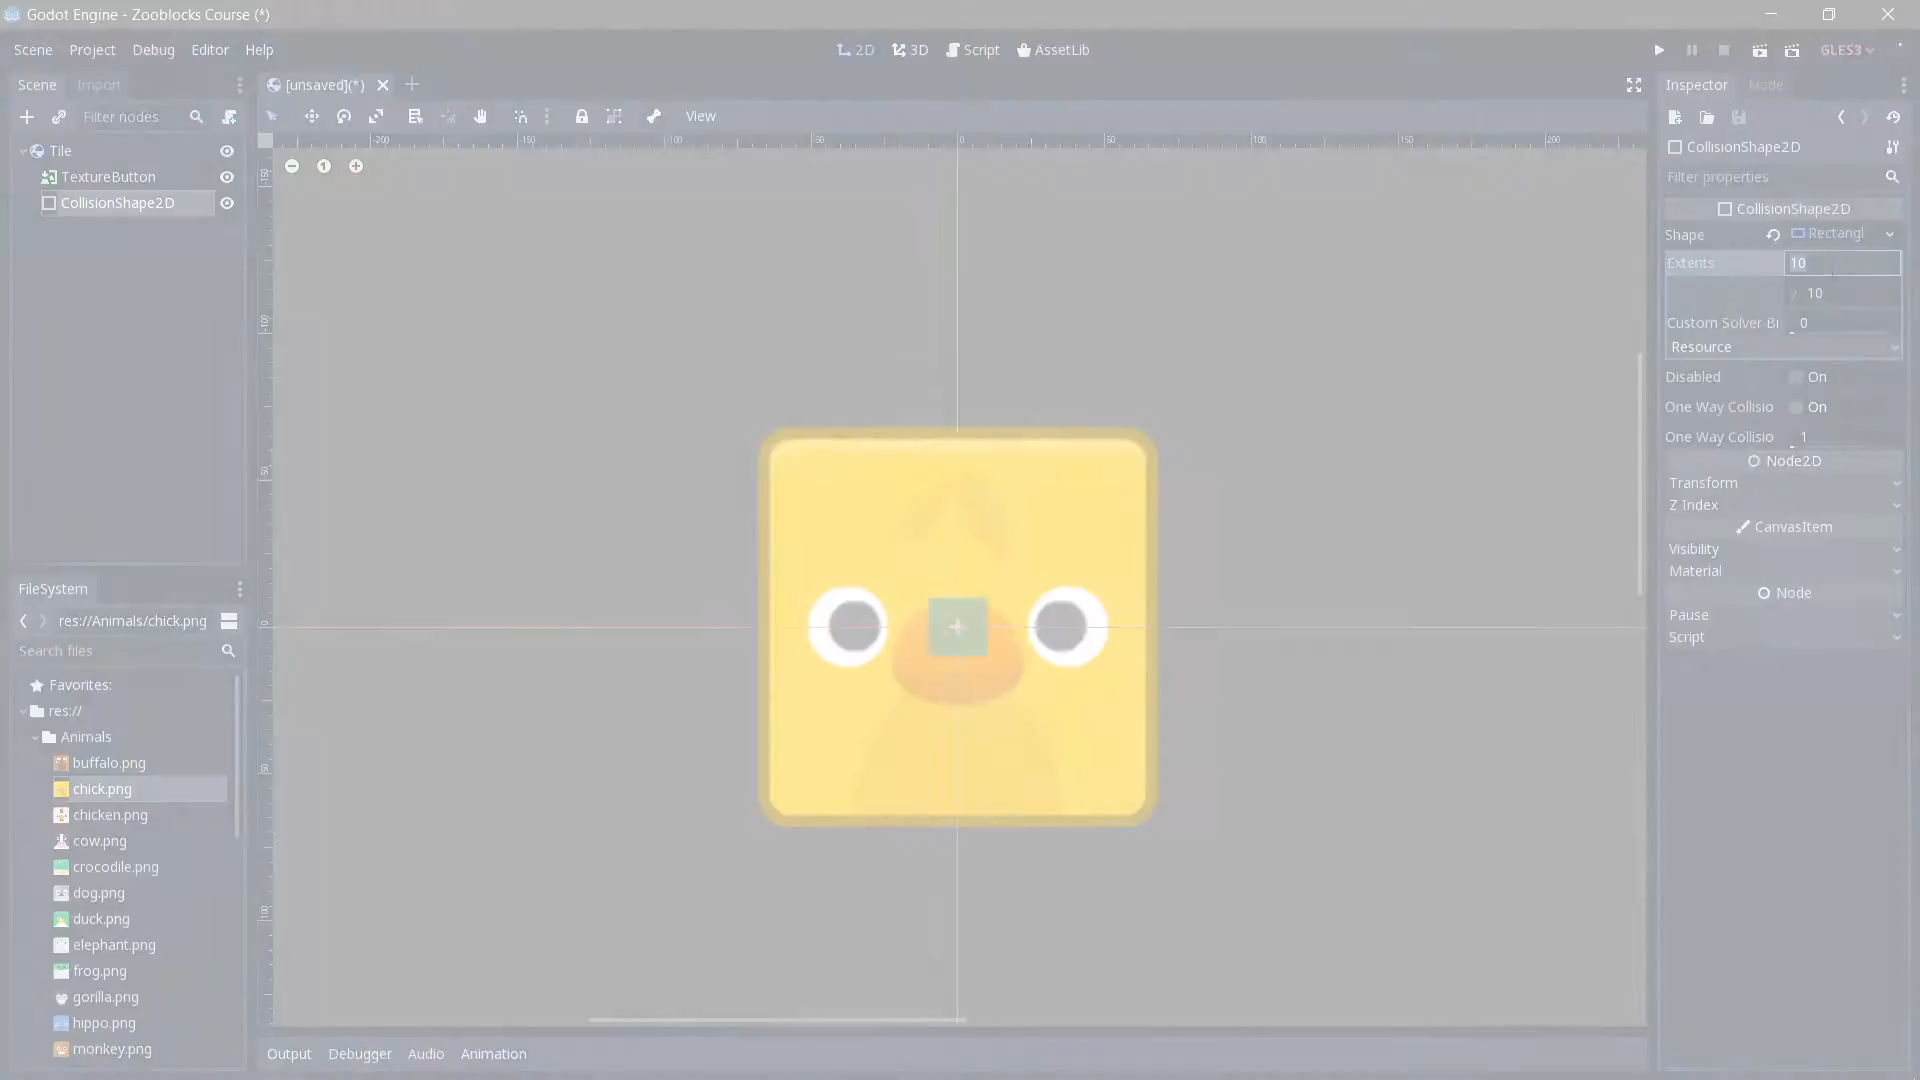 Godot Engine - Zooblocks Course (*)
Scene Project Debug Editor Help
2D 3D Script AssetLib
GLES3
Scene Import
[unsaved](*)
Inspector Node
Filter nodes
View
CollisionShape2D
Filter properties
Tile
TextureButton
CollisionShape2D
CollisionShape2D
Shape Rectangl
Extents 10
y 10
Custom Solver Bi 0
Resource
Disabled On
One Way Collisio On
One Way Collisio 1
Node2D
Transform
Z Index
CanvasItem
Visibility
Material
Node
Pause
Script
FileSystem
res://Animals/chick.png
Search files
Favorites:
res://
Animals
buffalo.png
chick.png
chicken.png
cow.png
crocodile.png
dog.png
duck.png
elephant.png
frog.png
gorilla.png
hippo.png
monkey.png
Output Debugger Audio Animation